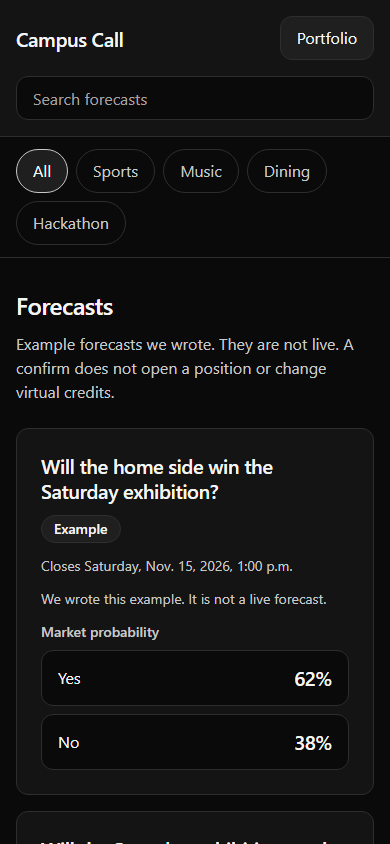 Campus Call
Portfolio
Search forecasts
All
Sports
Music
Dining
Hackathon
Forecasts
Example forecasts we wrote. They are not live. A
confirm does not open a position or change
virtual credits.
Will the home side win the
Saturday exhibition?
Example
Closes Saturday, Nov. 15, 2026, 1:00 p.m.
We wrote this example. It is not a live forecast.
Market probability
Yes
62%
No
38%